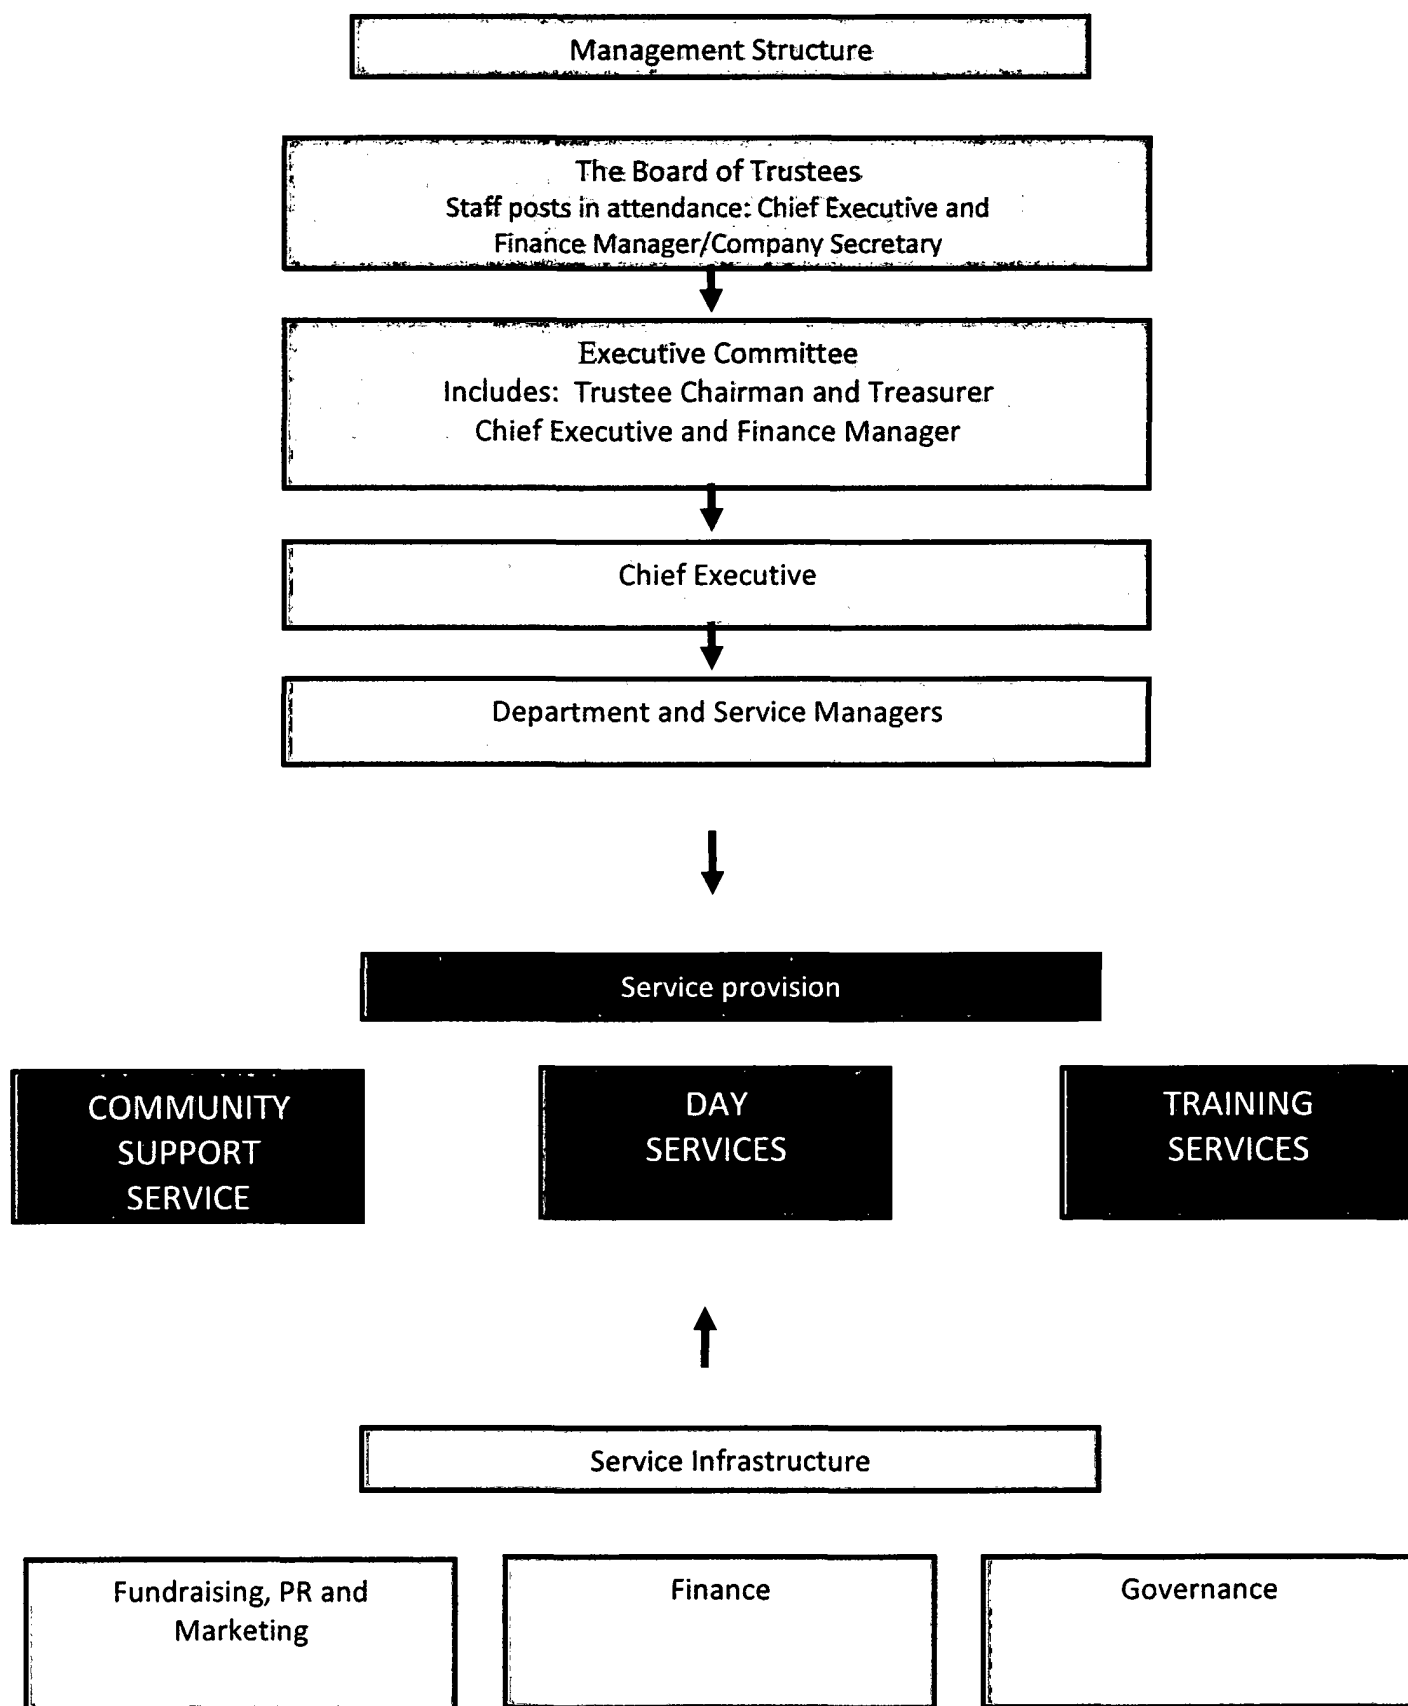 Management Structure
The Board of Trustees
Staff posts in attendance: Chief Executive and
Finance Manager/Company Secretary
Executive Committee
Includes: Trustee Chairman and Treasurer
Chief Executive and Finance Manager
Chief Executive
Department and Service Managers
Service provision
COMMUNITY
SUPPORT
SERVICE
DAY
SERVICES
TRAINING
SERVICES
Service Infrastructure
Fundraising, PR and
Marketing
Finance
Governance